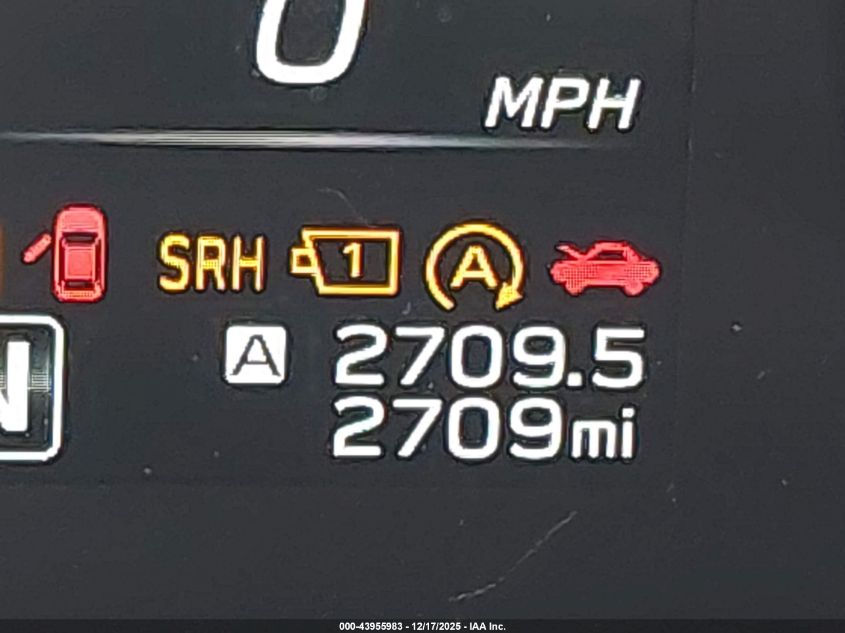 0
MPH
SRH 1 A
N A 2709.5
2709mi
000-43955983 - 12/17/2025 - IAA Inc.